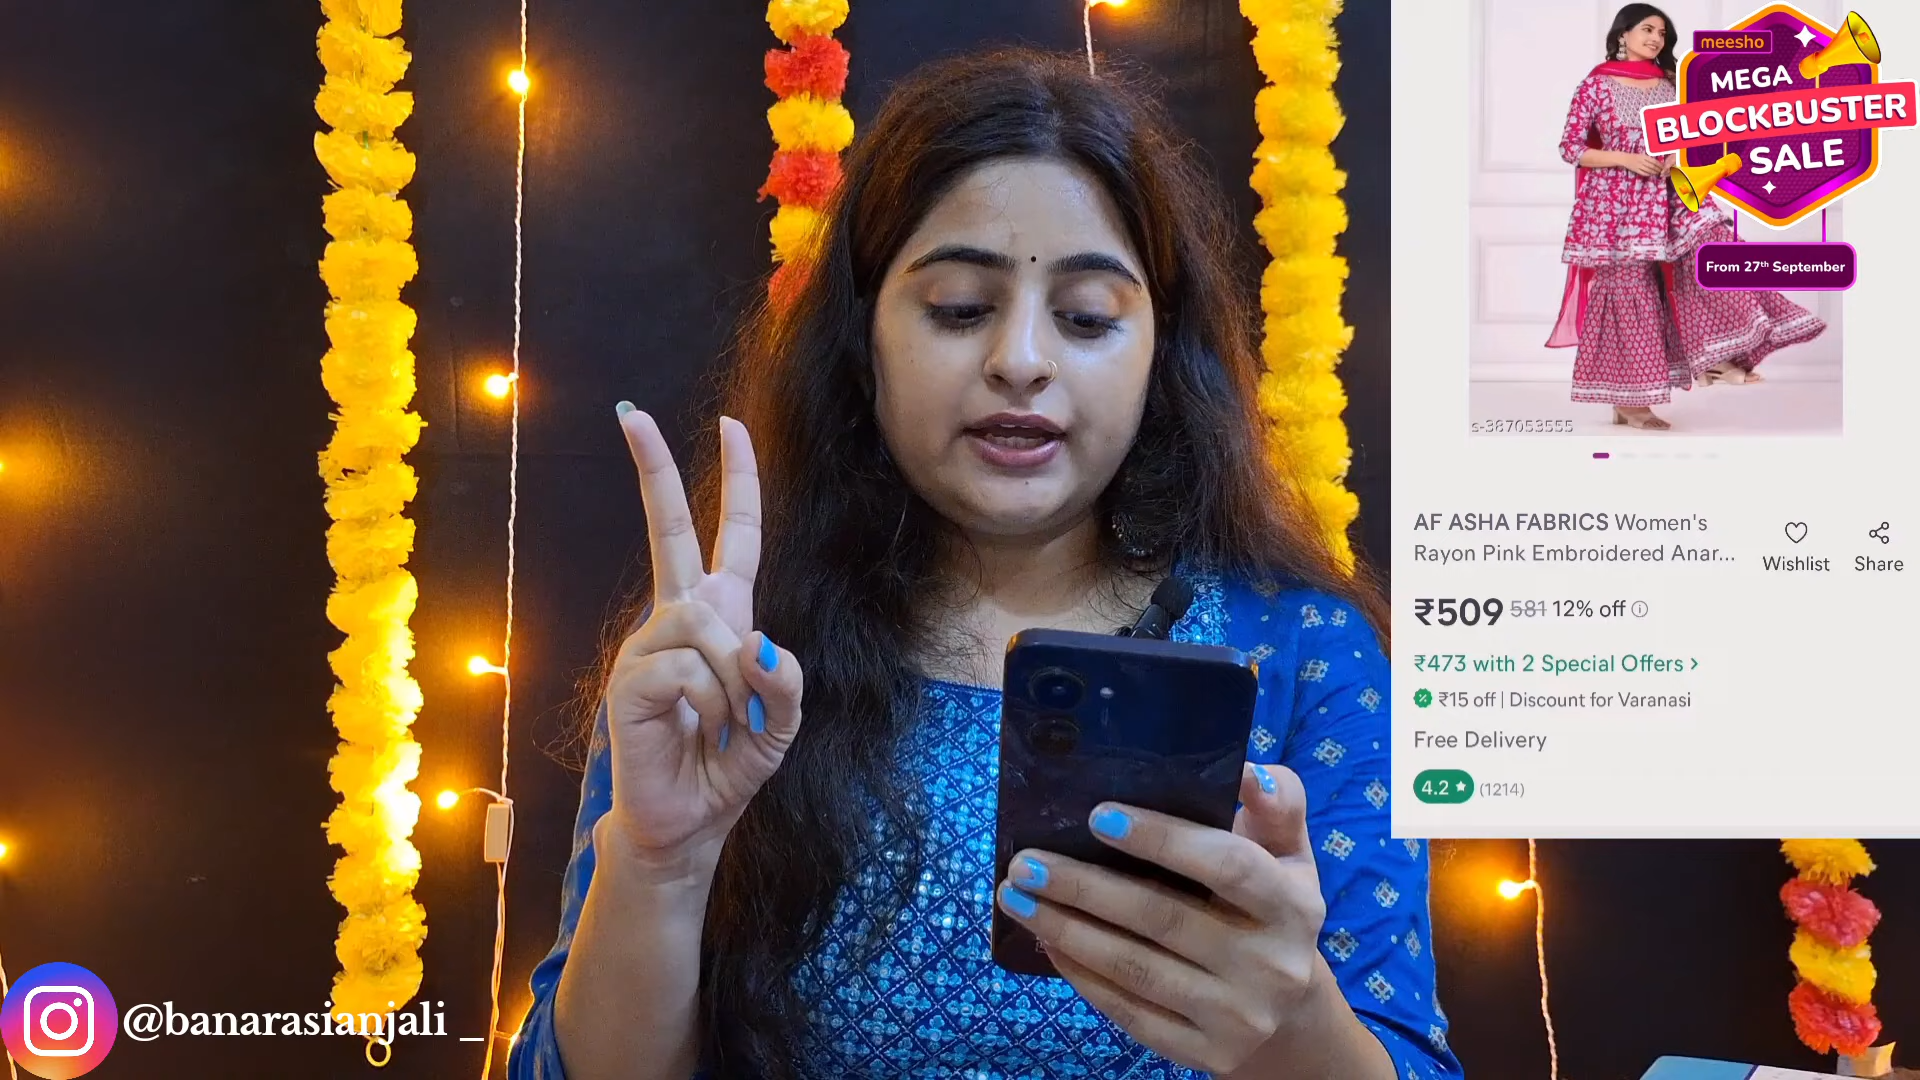 meesho
MEGA
BLOCKBUSTER
SALE
From 27th September
s-387053555
AF ASHA FABRICS Women's
Rayon Pink Embroidered Anar...
Wishlist
Share
₹509 581 12% off
₹473 with 2 Special Offers >
₹15 off | Discount for Varanasi
Free Delivery
4.2 ★ (1214)
@banarasianjali _